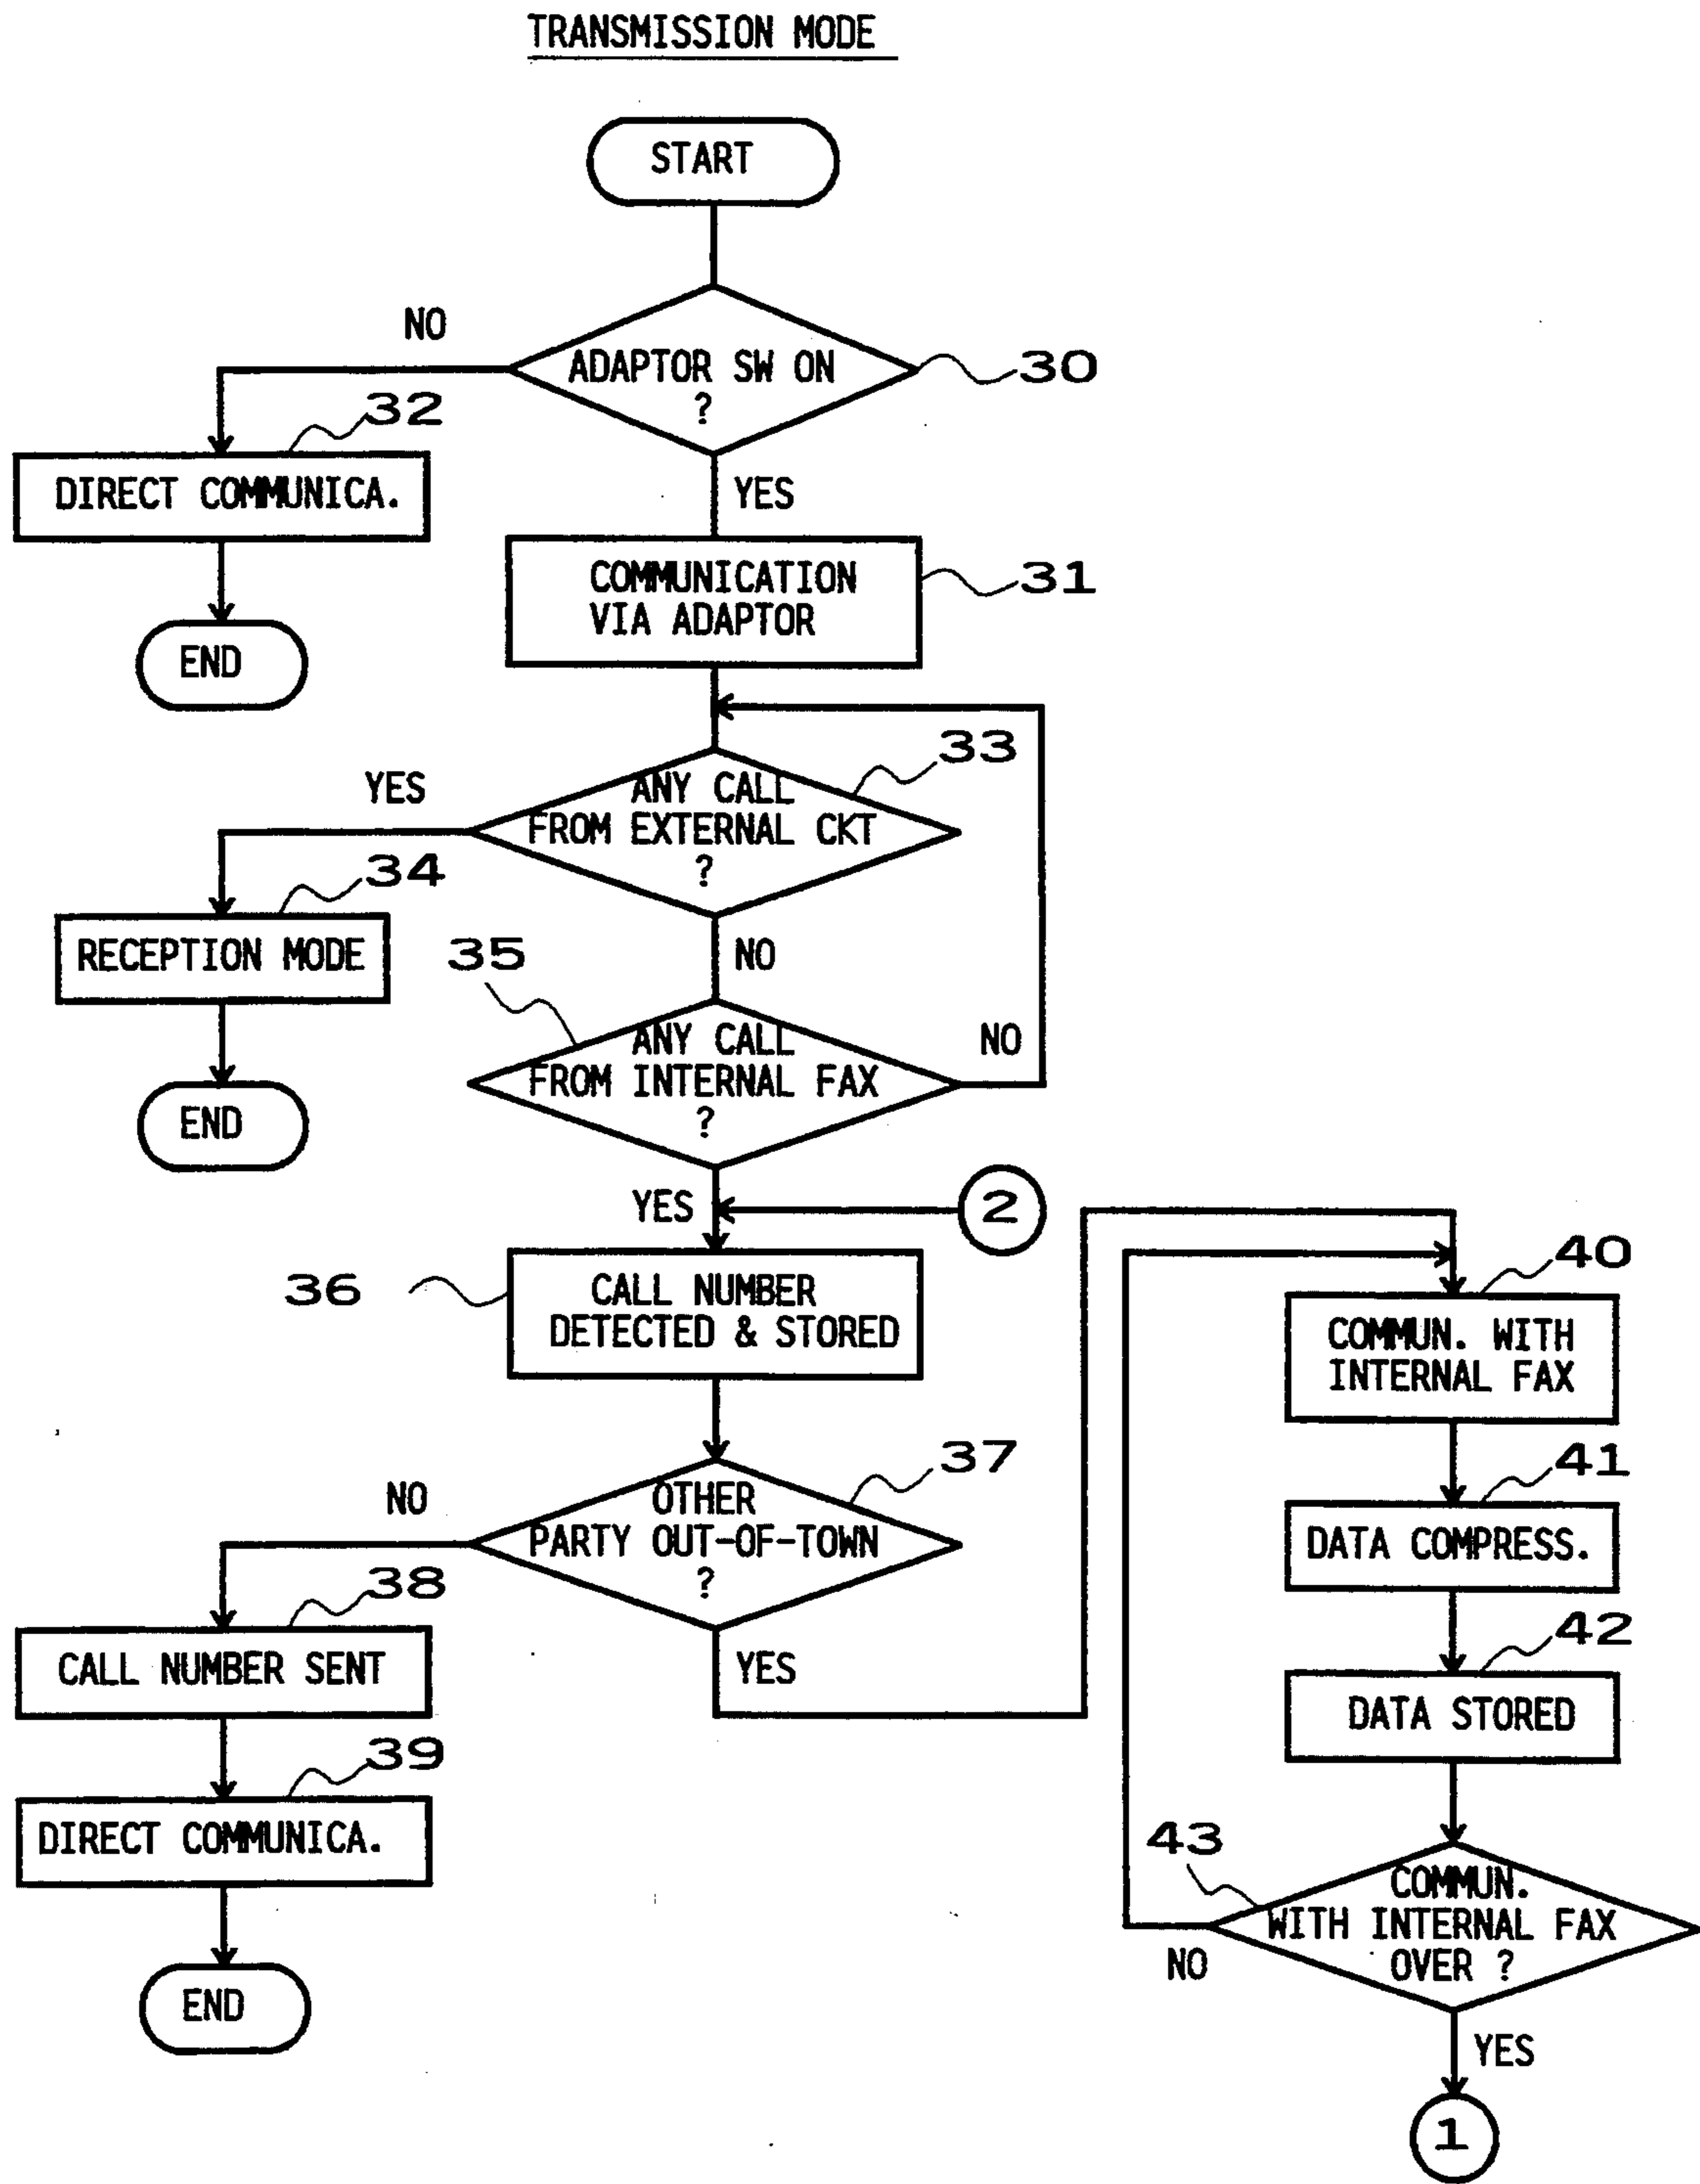 TRANSMISSION MODE
START
NO
ADAPTOR SW ON
?
30
32
DIRECT COMMUNICA.
YES
END
COMMUNICATION
VIA ADAPTOR
31
33
YES
ANY CALL
FROM EXTERNAL CKT
?
34
RECEPTION MODE
NO
END
35
ANY CALL
FROM INTERNAL FAX
?
NO
YES
2
36
CALL NUMBER
DETECTED & STORED
37
NO
OTHER
PARTY OUT-OF-TOWN
?
YES
38
CALL NUMBER SENT
39
DIRECT COMMUNICA.
END
40
COMMUN. WITH
INTERNAL FAX
41
DATA COMPRESS.
42
DATA STORED
43
COMMUN.
WITH INTERNAL FAX
OVER ?
NO
YES
1